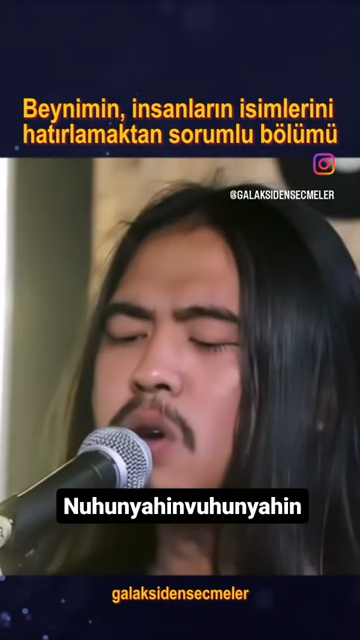 Beynimin, insanların isimlerini
hatırlamaktan sorumlu bölümü
@GALAKSIDENSECMELER
Nuhunyahinvuhunyahin
galaksidensecmeler